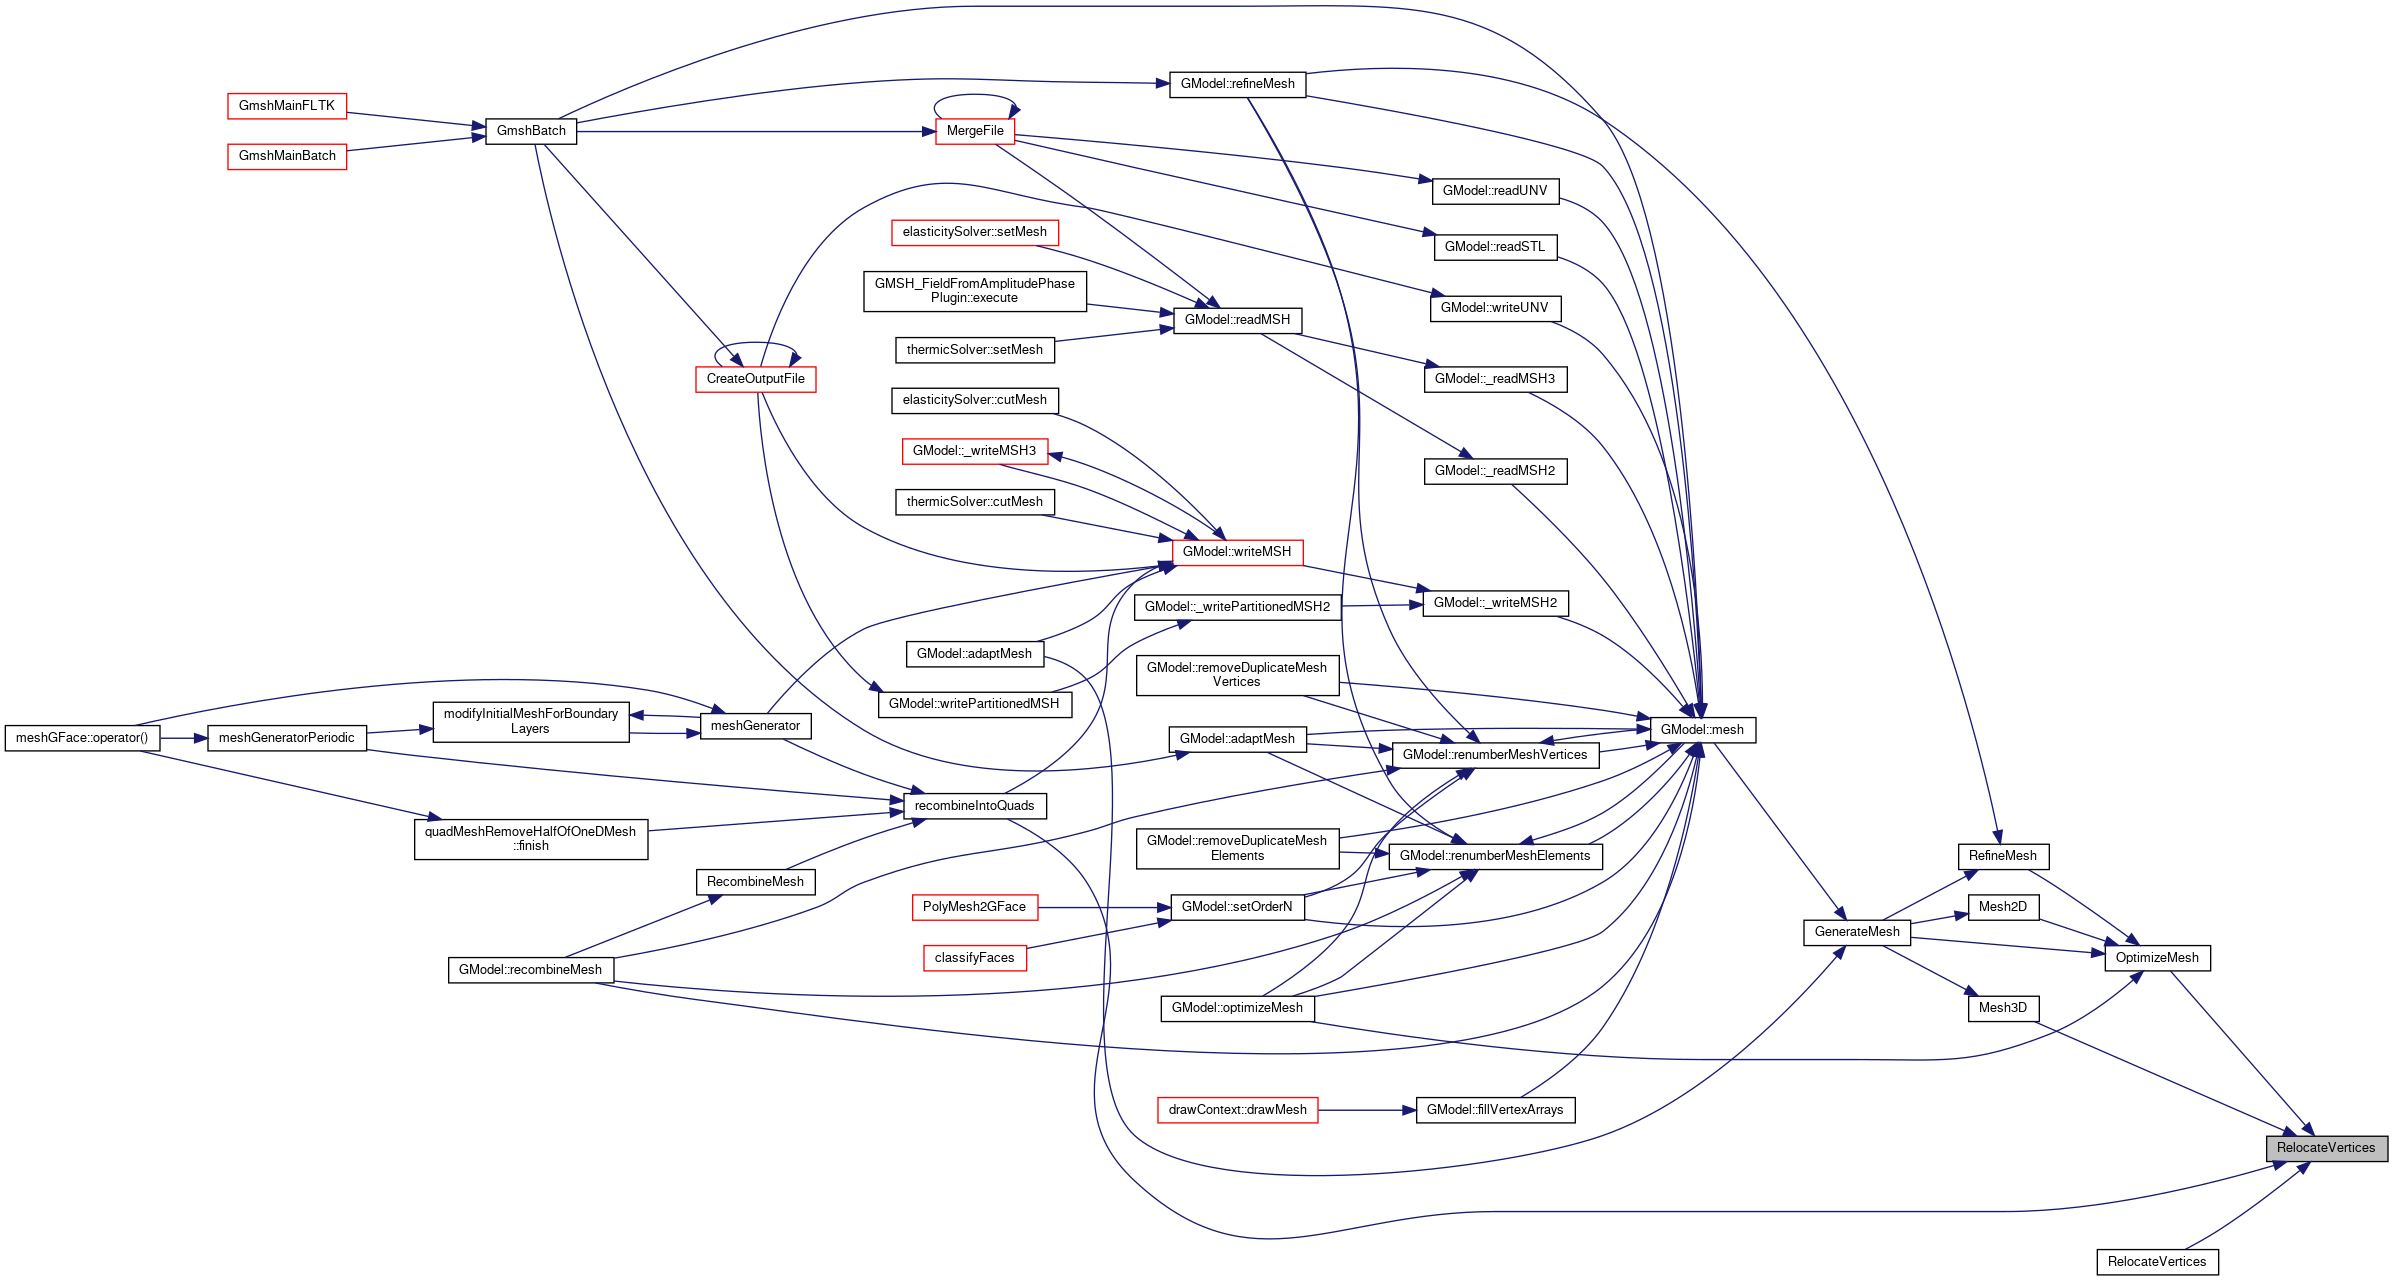 GModel::refineMesh
GmshMainFLTK
GmshBatch
MergeFile
GmshMainBatch
GModel::readUNV
elasticitySolver::setMesh
GModel::readSTL
GMSH_FieldFromAmplitudePhase
Plugin::execute
GModel::writeUNV
GModel::readMSH
thermicSolver::setMesh
CreateOutputFile
GModel::_readMSH3
elasticitySolver::cutMesh
GModel::_writeMSH3
GModel::_readMSH2
thermicSolver::cutMesh
GModel::writeMSH
GModel::_writePartitionedMSH2
GModel::_writeMSH2
GModel::adaptMesh
GModel::removeDuplicateMesh
Vertices
GModel::writePartitionedMSH
modifyInitialMeshForBoundary
Layers
meshGenerator
GModel::mesh
meshGFace::operator()
meshGeneratorPeriodic
GModel::adaptMesh
GModel::renumberMeshVertices
recombineIntoQuads
quadMeshRemoveHalfOfOneDMesh
::finish
GModel::removeDuplicateMesh
Elements
GModel::renumberMeshElements
RefineMesh
RecombineMesh
PolyMesh2GFace
GModel::setOrderN
Mesh2D
GenerateMesh
classifyFaces
OptimizeMesh
GModel::recombineMesh
GModel::optimizeMesh
Mesh3D
drawContext::drawMesh
GModel::fillVertexArrays
RelocateVertices
RelocateVertices